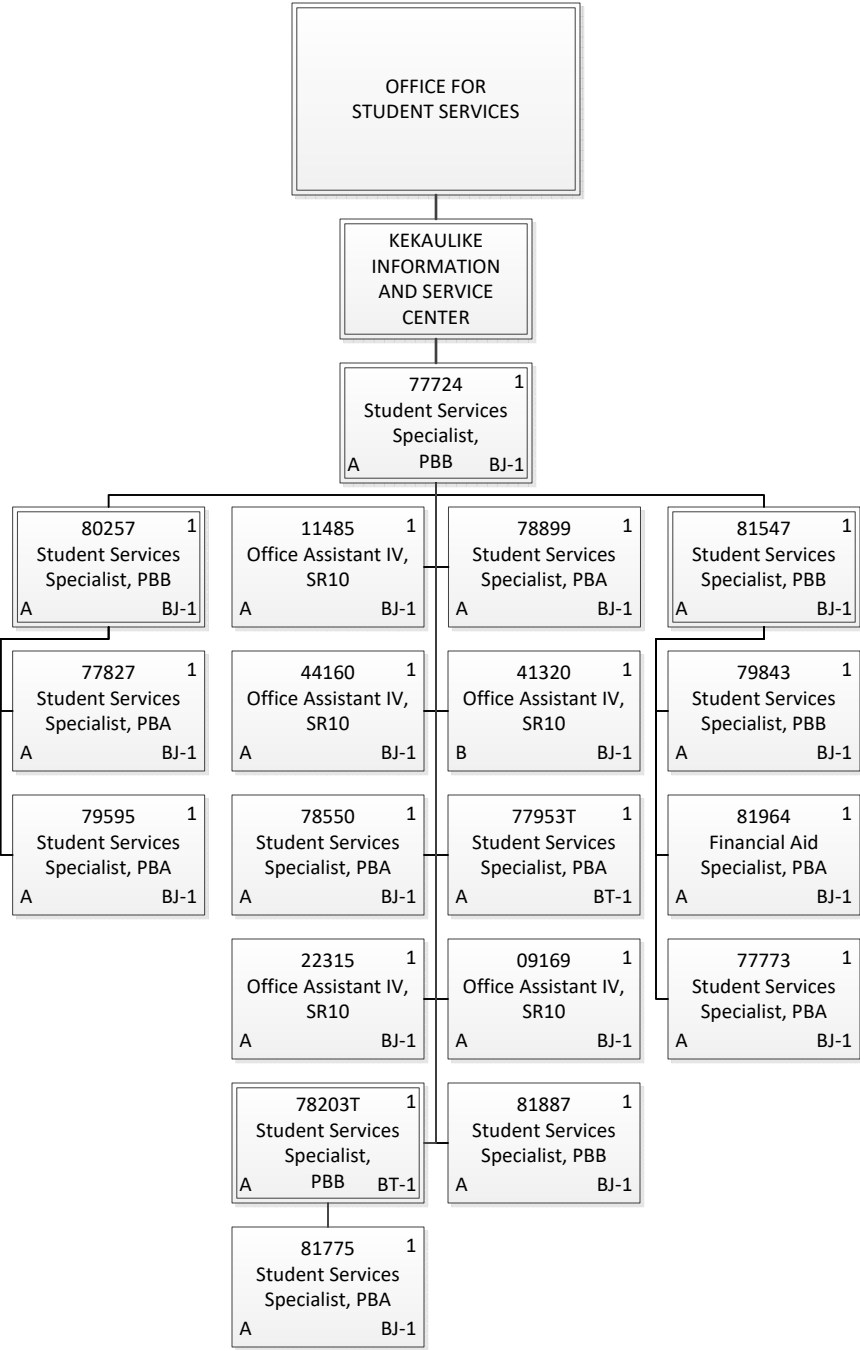 OFFICE FOR
STUDENT SERVICES
KEKAULIKE
INFORMATION
AND SERVICE
CENTER
77724 1
Student Services
Specialist,
A PBB BJ-1
80257 1
Student Services
Specialist, PBB
A BJ-1
11485 1
Office Assistant IV,
SR10
A BJ-1
78899 1
Student Services
Specialist, PBA
A BJ-1
81547 1
Student Services
Specialist, PBB
A BJ-1
77827 1
Student Services
Specialist, PBA
A BJ-1
44160 1
Office Assistant IV,
SR10
A BJ-1
41320 1
Office Assistant IV,
SR10
B BJ-1
79843 1
Student Services
Specialist, PBB
A BJ-1
79595 1
Student Services
Specialist, PBA
A BJ-1
78550 1
Student Services
Specialist, PBA
A BJ-1
77953T 1
Student Services
Specialist, PBA
A BT-1
81964 1
Financial Aid
Specialist, PBA
A BJ-1
22315 1
Office Assistant IV,
SR10
A BJ-1
09169 1
Office Assistant IV,
SR10
A BJ-1
77773 1
Student Services
Specialist, PBA
A BJ-1
78203T 1
Student Services
Specialist,
A PBB BT-1
81887 1
Student Services
Specialist, PBB
A BJ-1
81775 1
Student Services
Specialist, PBA
A BJ-1